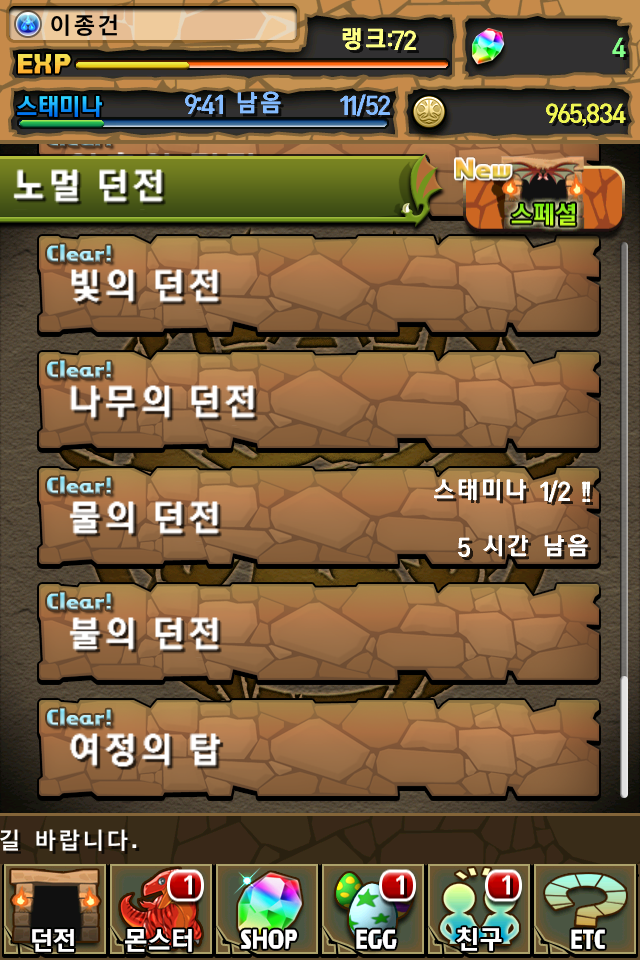 이종건
랭크:72
4
EXP
스태미나 9:41 남음 11/52
965,834
Clear!
노멀 던전
New
스페셜
Clear!
빛의 던전
Clear!
나무의 던전
Clear!
물의 던전
스태미나 1/2 !!
5 시간 남음
Clear!
불의 던전
Clear!
여정의 탑
길 바랍니다.
1
1
1
던전
몬스터
SHOP
EGG
친구
ETC